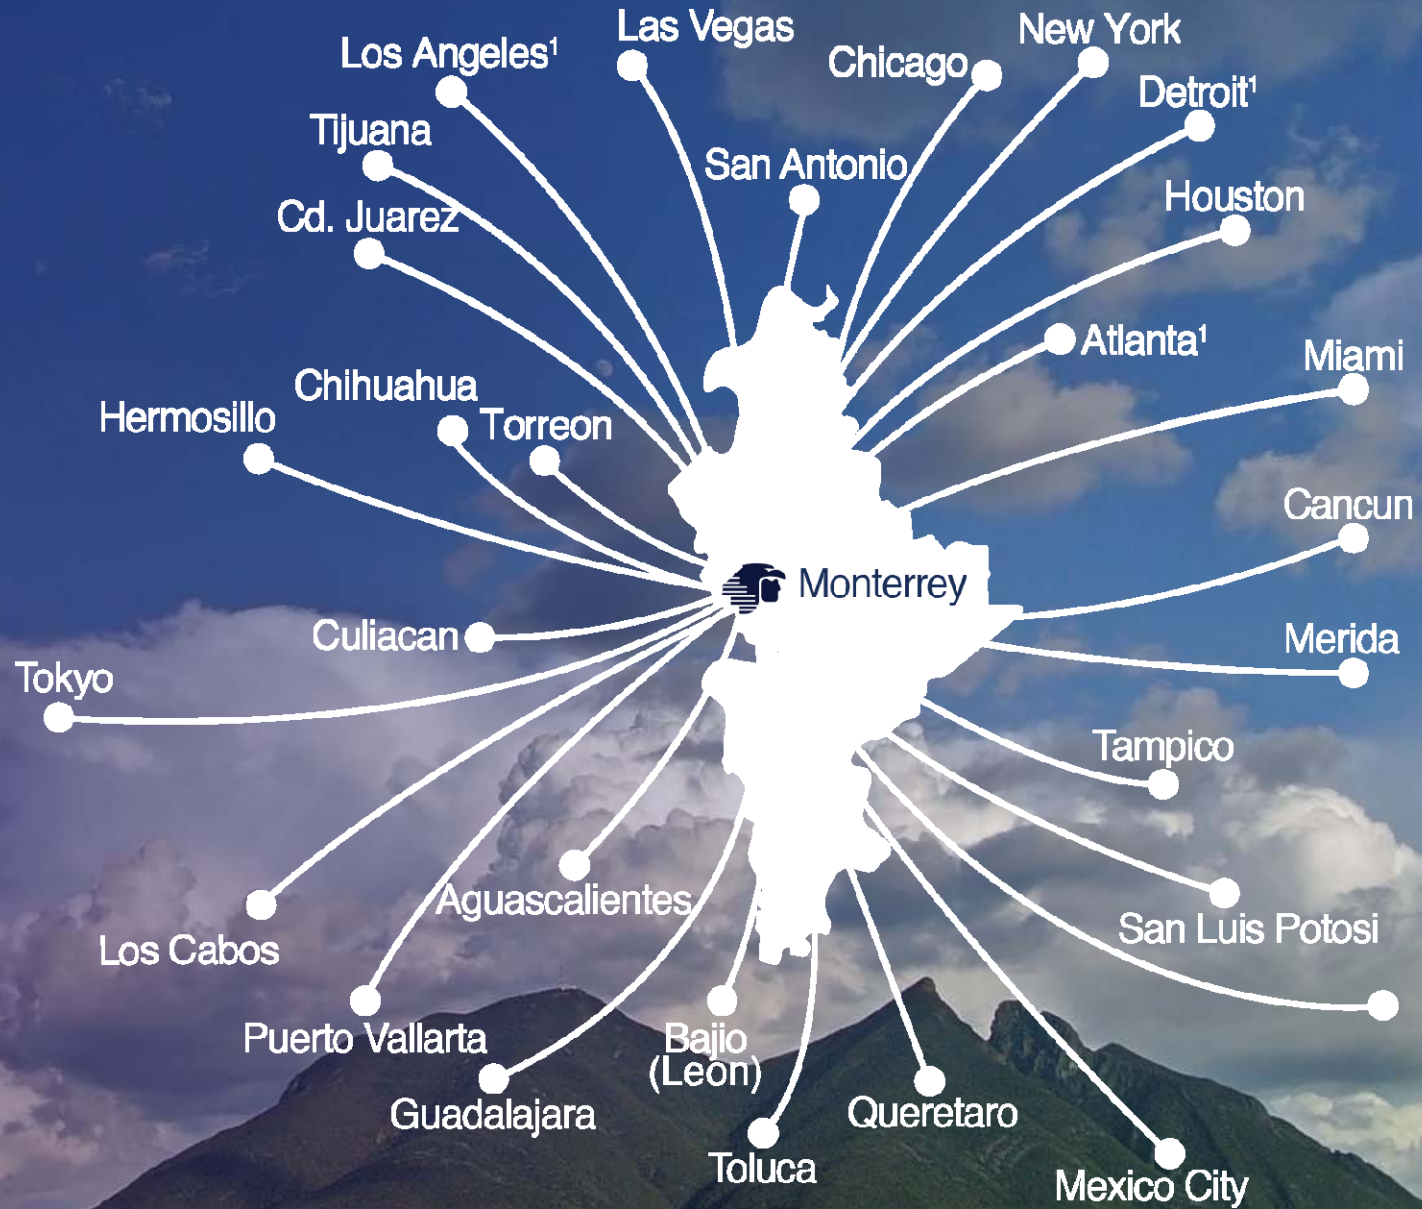 Las Vegas
New York
Los Angeles¹
Chicago
Detroit¹
Tijuana
San Antonio
Houston
Cd. Juarez
Atlanta¹
Miami
Chihuahua
Hermosillo
Torreon
Cancun
Monterrey
Culiacan
Merida
Tokyo
Tampico
Aguascalientes
San Luis Potosi
Los Cabos
Puerto Vallarta
Bajio
(Leon)
Guadalajara
Queretaro
Toluca
Mexico City